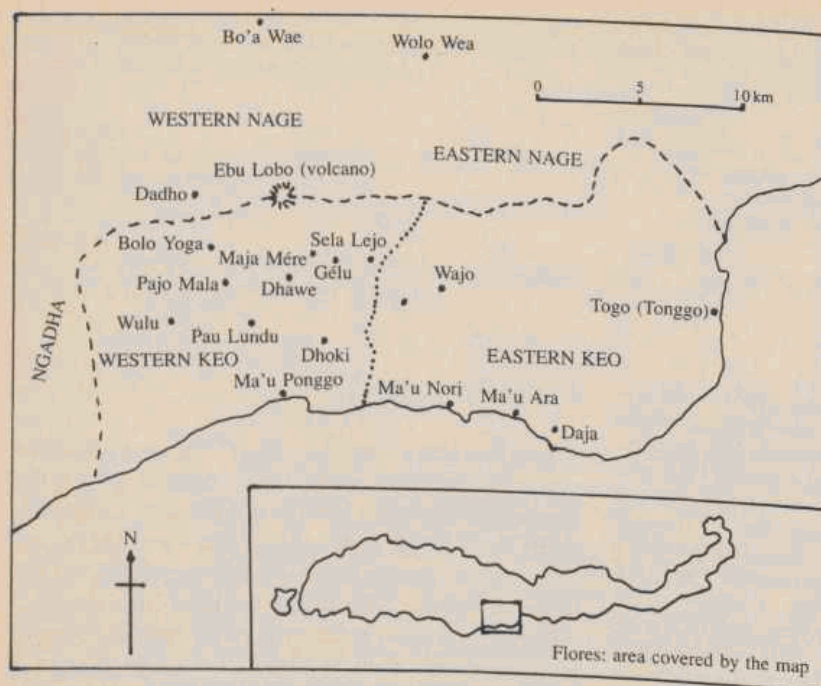 Bo'a Wae
Wolo Wea
0 5 10 km
WESTERN NAGE
EASTERN NAGE
Ebu Lobo (volcano)
Dadho
Bolo Yoga
Sela Lejo
Maja Mére
Gélu
Pajo Mala
Dhawe
Wajo
NGADHA
Togo (Tonggo)
Wulu
Pau Lundu
WESTERN KEO
Dhoki
EASTERN KEO
Ma'u Ponggo
Ma'u Nori
Ma'u Ara
Daja
N
Flores: area covered by the map